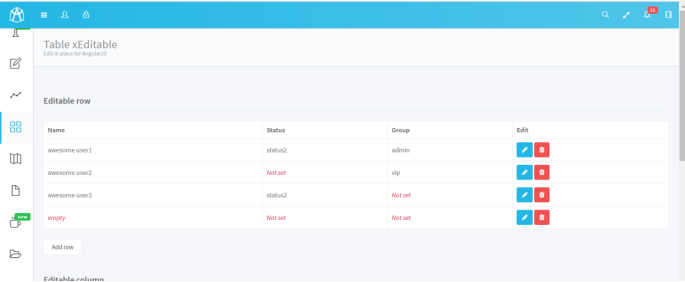 11
Table xEditable
Edit in place for AngularJS
Editable row
Name Status Group Edit
awesome user1 status2 admin
awesome user2 Not set vip
awesome user3 status2 Not set
new
empty Not set Not set
Add row
Editable column